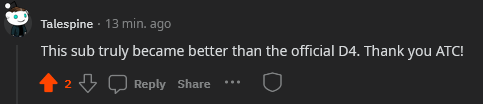 Talespine · 13 min. ago
This sub truly became better than the official D4. Thank you ATC!
2 Reply Share ···